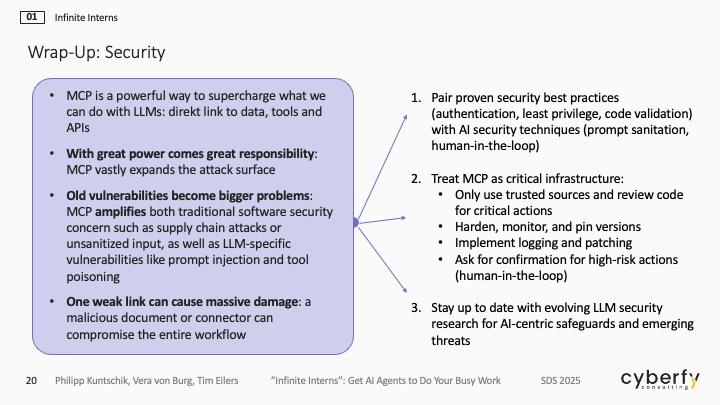 01 Infinite Interns
Wrap-Up: Security
• MCP is a powerful way to supercharge what we
can do with LLMs: direkt link to data, tools and
APIs
• With great power comes great responsibility:
MCP vastly expands the attack surface
• Old vulnerabilities become bigger problems:
MCP amplifies both traditional software security
concern such as supply chain attacks or
unsanitized input, as well as LLM-specific
vulnerabilities like prompt injection and tool
poisoning
• One weak link can cause massive damage: a
malicious document or connector can
compromise the entire workflow
1. Pair proven security best practices
(authentication, least privilege, code validation)
with AI security techniques (prompt sanitation,
human-in-the-loop)
2. Treat MCP as critical infrastructure:
• Only use trusted sources and review code
for critical actions
• Harden, monitor, and pin versions
• Implement logging and patching
• Ask for confirmation for high-risk actions
(human-in-the-loop)
3. Stay up to date with evolving LLM security
research for AI-centric safeguards and emerging
threats
20 Philipp Kuntschik, Vera von Burg, Tim Eilers "Infinite Interns": Get AI Agents to Do Your Busy Work SDS 2025
cyberfy
consulting